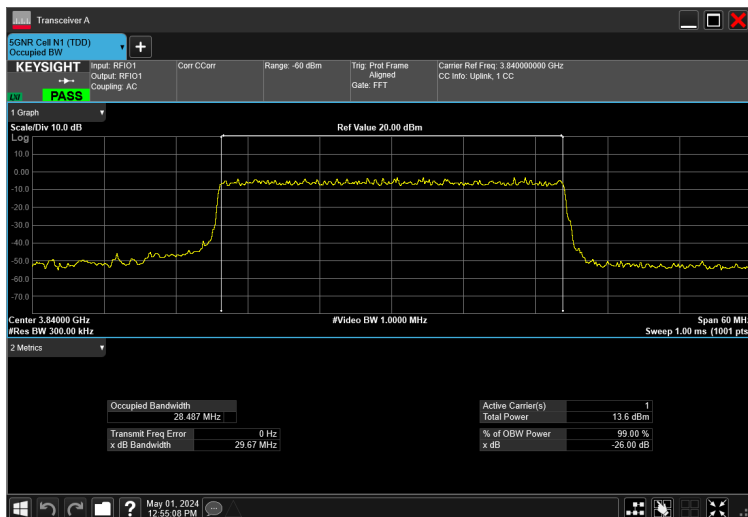 Transceiver A
5GNR Cell N1 (TDD)
Occupied BW
+
KEYSIGHT
LXI
PASS
Input: RFIO1
Output: RFIO1
Coupling: AC
Corr CCorr
Range: -60 dBm
Trig: Prot Frame
Aligned
Gate: FFT
Carrier Ref Freq: 3.840000000 GHz
CC Info: Uplink, 1 CC
1 Graph
Scale/Div 10.0 dB
Ref Value 20.00 dBm
Log
10.0
0.00
-10.0
-20.0
-30.0
-40.0
-50.0
-60.0
-70.0
Center 3.84000 GHz
#Video BW 1.0000 MHz
Span 60 MH
#Res BW 300.00 kHz
Sweep 1.00 ms (1001 pts
2 Metrics
Occupied Bandwidth
28.487 MHz
Transmit Freq Error 0 Hz
x dB Bandwidth 29.67 MHz
Active Carrier(s) 1
Total Power 13.6 dBm
% of OBW Power 99.00 %
x dB -26.00 dB
?
May 01, 2024
12:55:08 PM